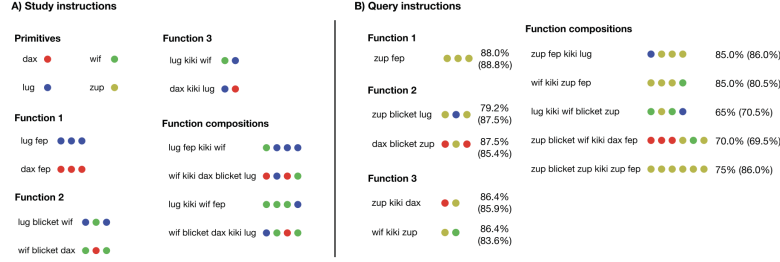 A) Study instructions
Primitives
dax wif
lug zup
Function 1
lug fep
dax fep
Function 2
lug blicket wif
wif blicket dax
Function 3
lug kiki wif
dax kiki lug
Function compositions
lug fep kiki wif
wif kiki dax blicket lug
lug kiki wif fep
wif blicket dax kiki lug
B) Query instructions
Function 1
zup fep 88.0%
(88.8%)
Function 2
zup blicket lug 79.2%
(87.5%)
dax blicket zup 87.5%
(85.4%)
Function 3
zup kiki dax 86.4%
(85.9%)
wif kiki zup 86.4%
(83.6%)
Function compositions
zup fep kiki lug 85.0% (86.0%)
wif kiki zup fep 85.0% (80.5%)
lug kiki wif blicket zup 65% (70.5%)
zup blicket wif kiki dax fep 70.0% (69.5%)
zup blicket zup kiki zup fep 75% (86.0%)